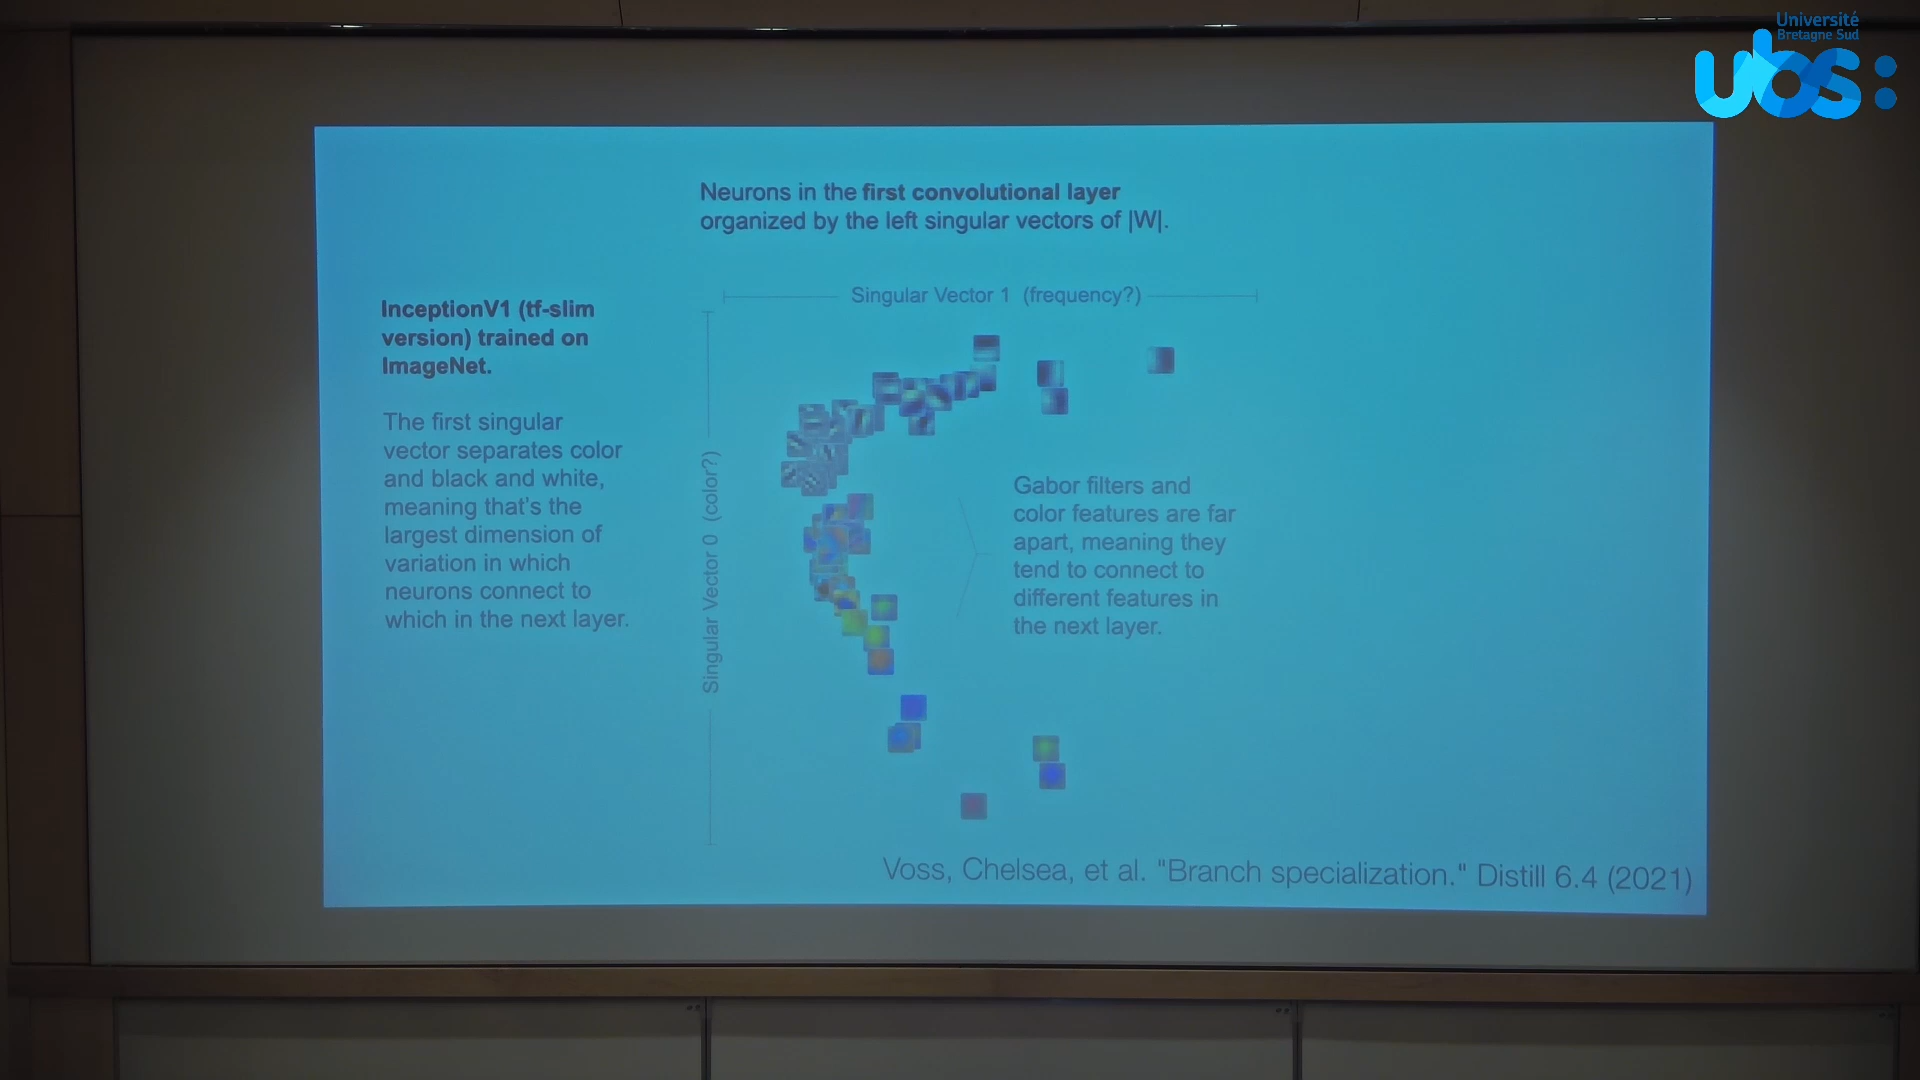 Université
Bretagne Sud
ubs:
Neurons in the first convolutional layer
organized by the left singular vectors of |W|.
InceptionV1 (tf-slim
version) trained on
ImageNet.
The first singular
vector separates color
and black and white,
meaning that's the
largest dimension of
variation in which
neurons connect to
which in the next layer.
Singular Vector 1 (frequency?)
Singular Vector 0 (color?)
Gabor filters and
color features are far
apart, meaning they
tend to connect to
different features in
the next layer.
Voss, Chelsea, et al. "Branch specialization." Distill 6.4 (2021)